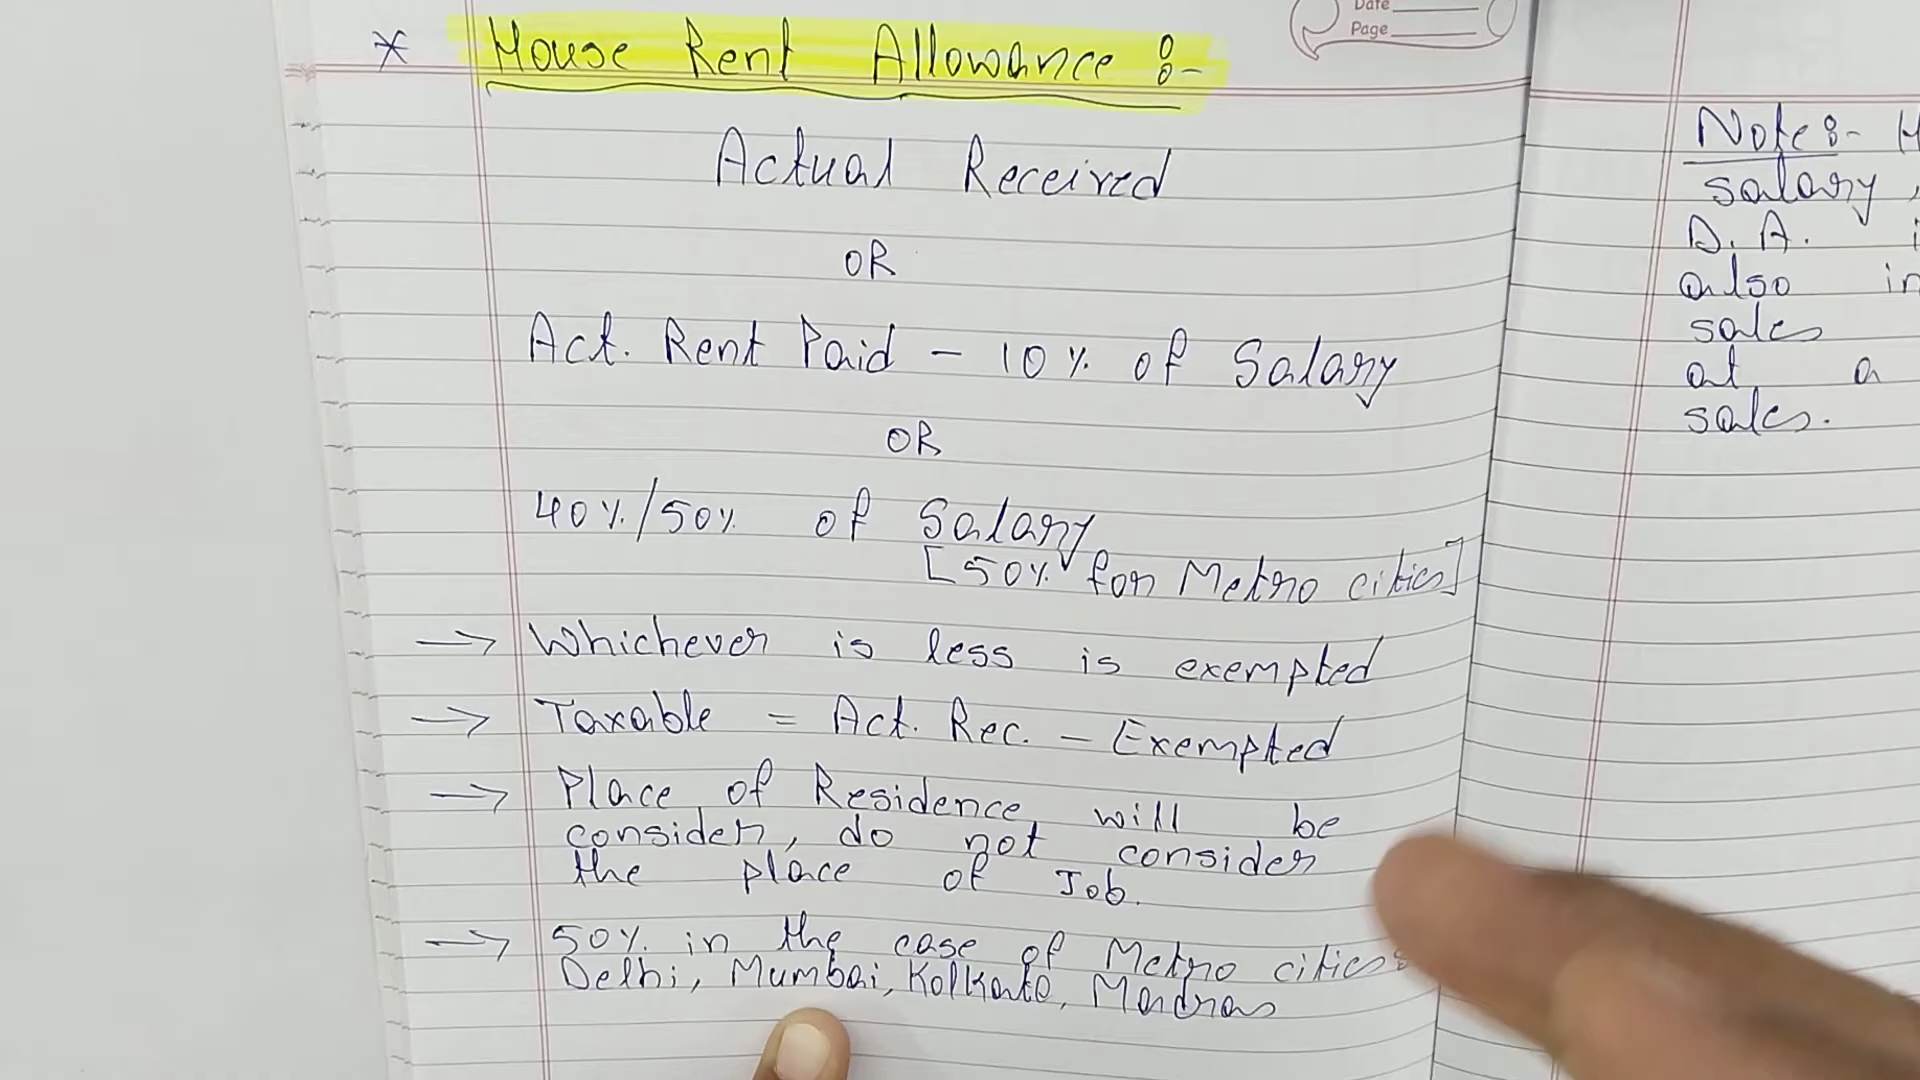 Date
Page
* House Rent Allowance :-
Actual Received
OR
Act. Rent Paid - 10% of Salary
OR
40%/50% of Salary
[50% for Metro cities]
→ Whichever is less is exempted
→ Taxable = Act. Rec. - Exempted
→ Place of Residence will be
consider, do not consider
the place of Job.
→ 50% in the case of Metro cities
Delhi, Mumbai, Kolkata, Madras
Note:- H
salary,
D.A. i
also in
sales
at a
sales.